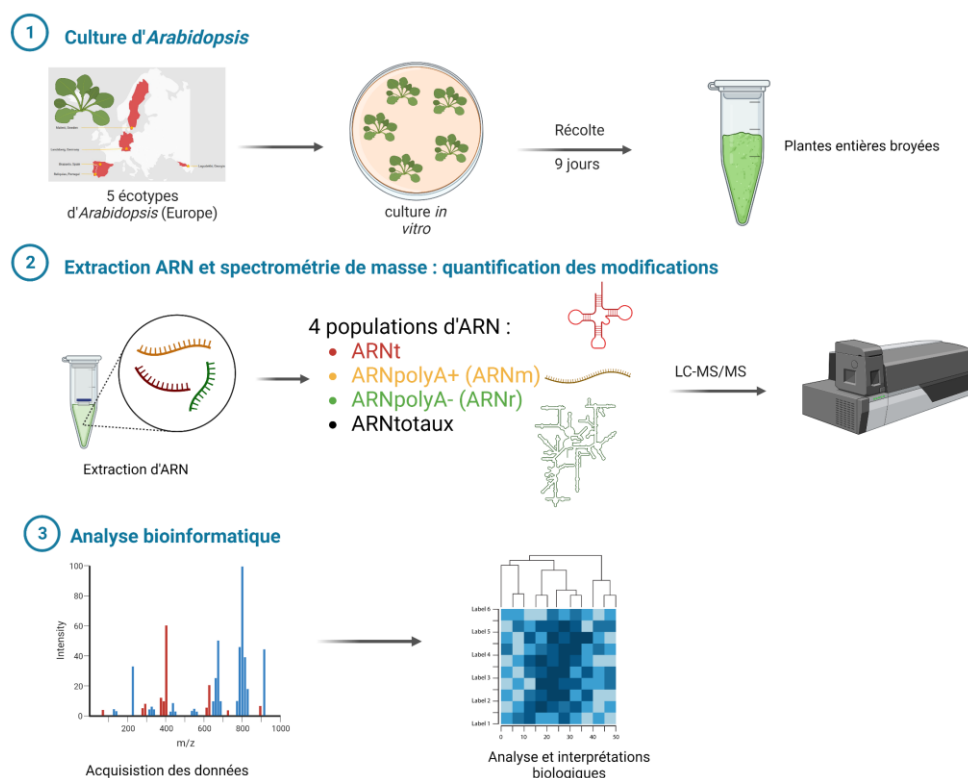 1 Culture d'Arabidopsis
5 écotypes
d'Arabidopsis (Europe)
culture in
vitro
Récolte
9 jours
Plantes entières broyées
2 Extraction ARN et spectrométrie de masse : quantification des modifications
Extraction d'ARN
4 populations d'ARN :
• ARNt
• ARNpolyA+ (ARNm)
• ARNpolyA- (ARNr)
• ARNtotaux
LC-MS/MS
3 Analyse bioinformatique
Intensity
100
80
60
40
20
0
200 400 600 800 1000
m/z
Acquisistion des données
Label 6
Label 5
Label 4
Label 3
Label 2
Label 1
0 10 20 30 40 50
Analyse et interprétations
biologiques